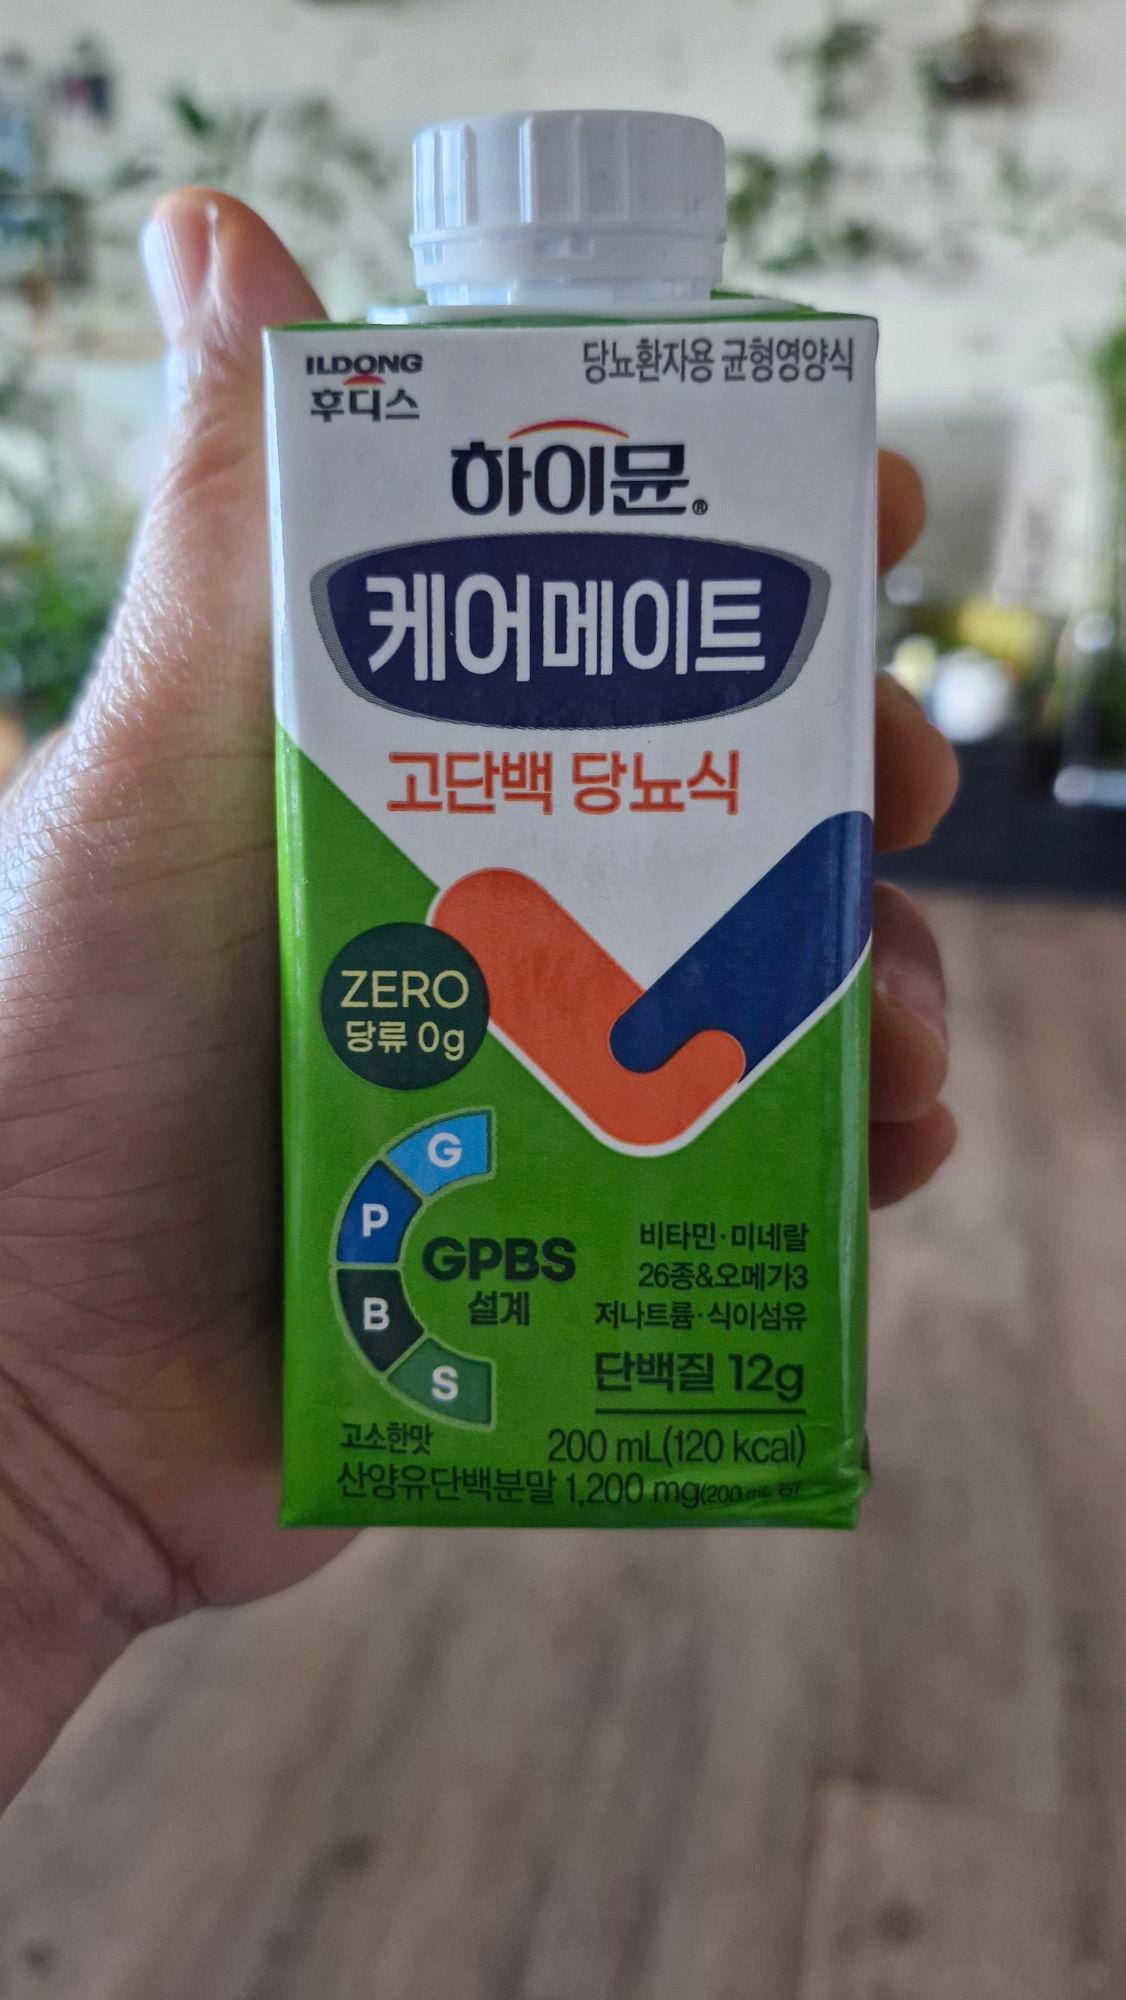 ILDONG
후디스
당뇨환자용 균형영양식
하이뮨®
케어메이트
고단백 당뇨식
ZERO
당류 0g
G
P
B
S
GPBS
설계
비타민·미네랄
26종&오메가3
저나트륨·식이섬유
단백질 12g
고소한맛
200 mL(120 kcal)
산양유단백분말 1,200 mg(200 mL